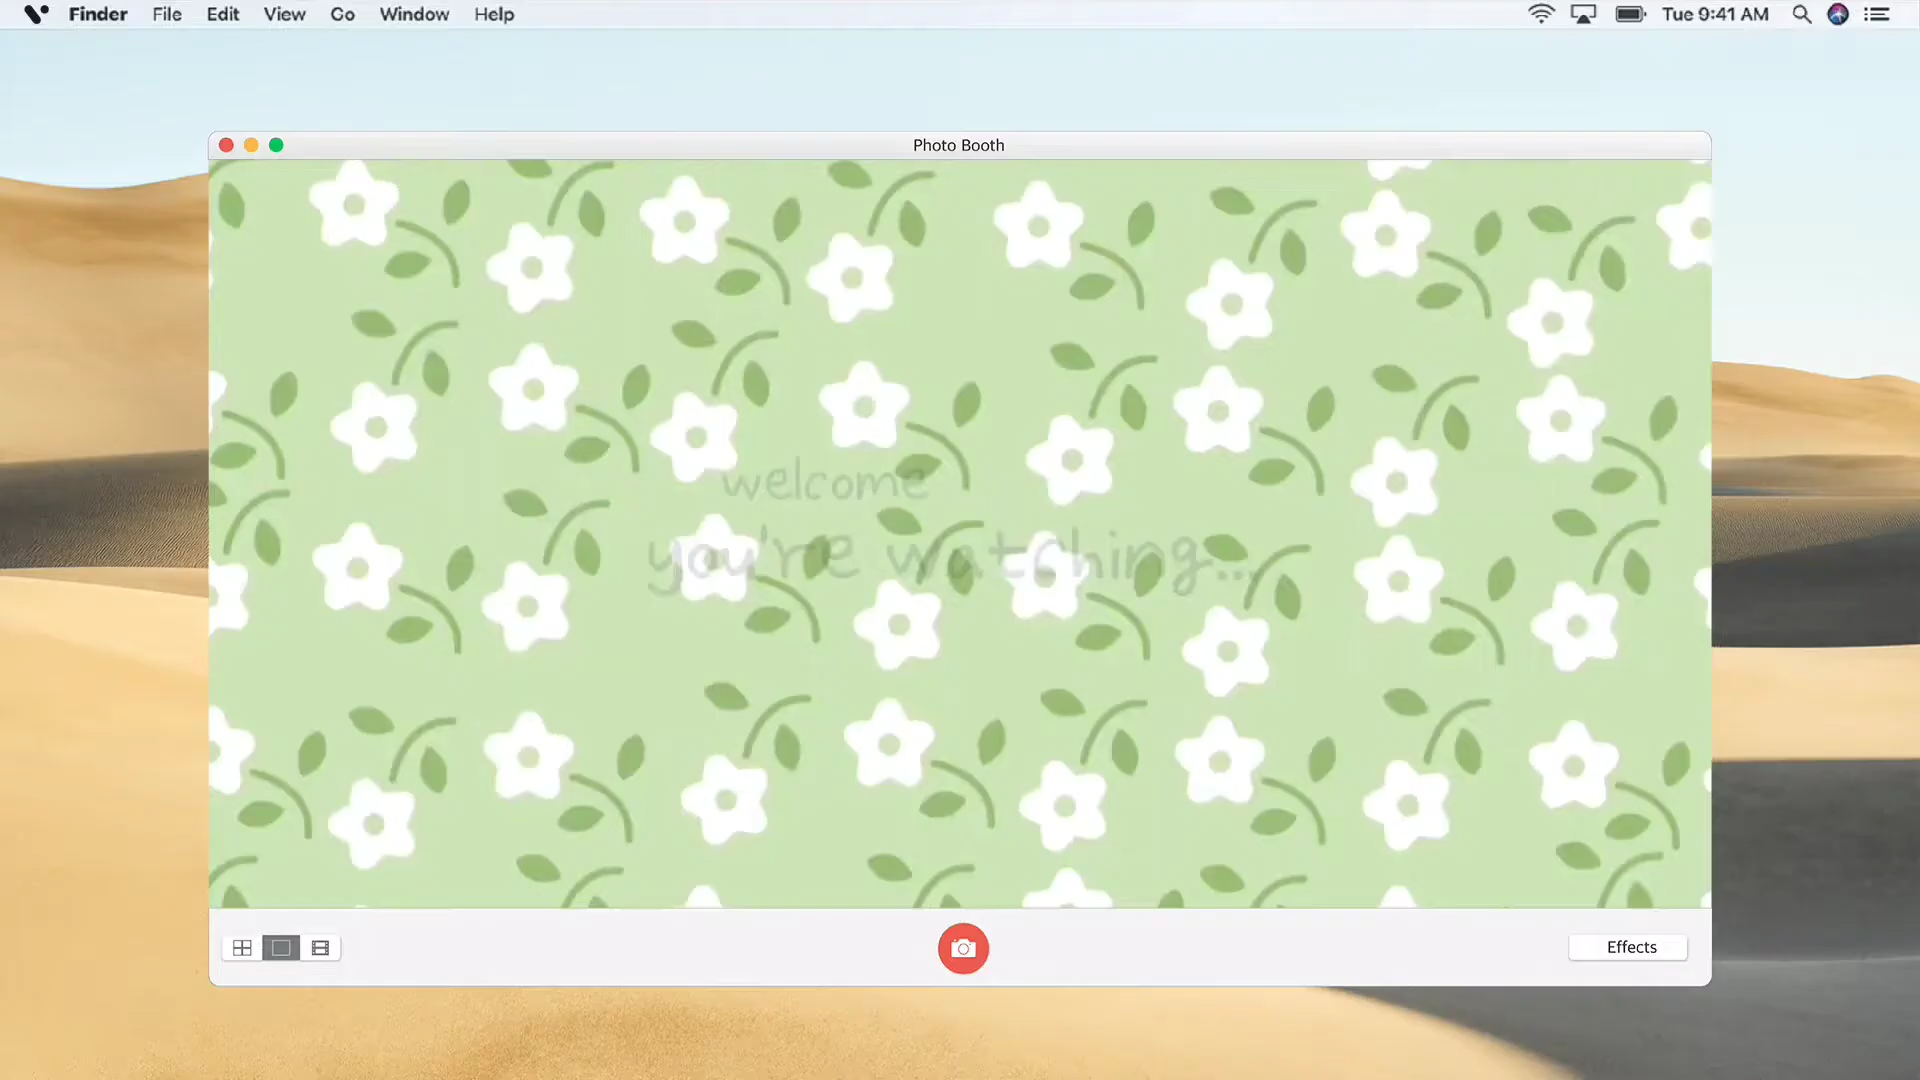 Finder File Edit View Go Window Help Tue 9:41 AM
Photo Booth
welcome
you're watching...
Effects